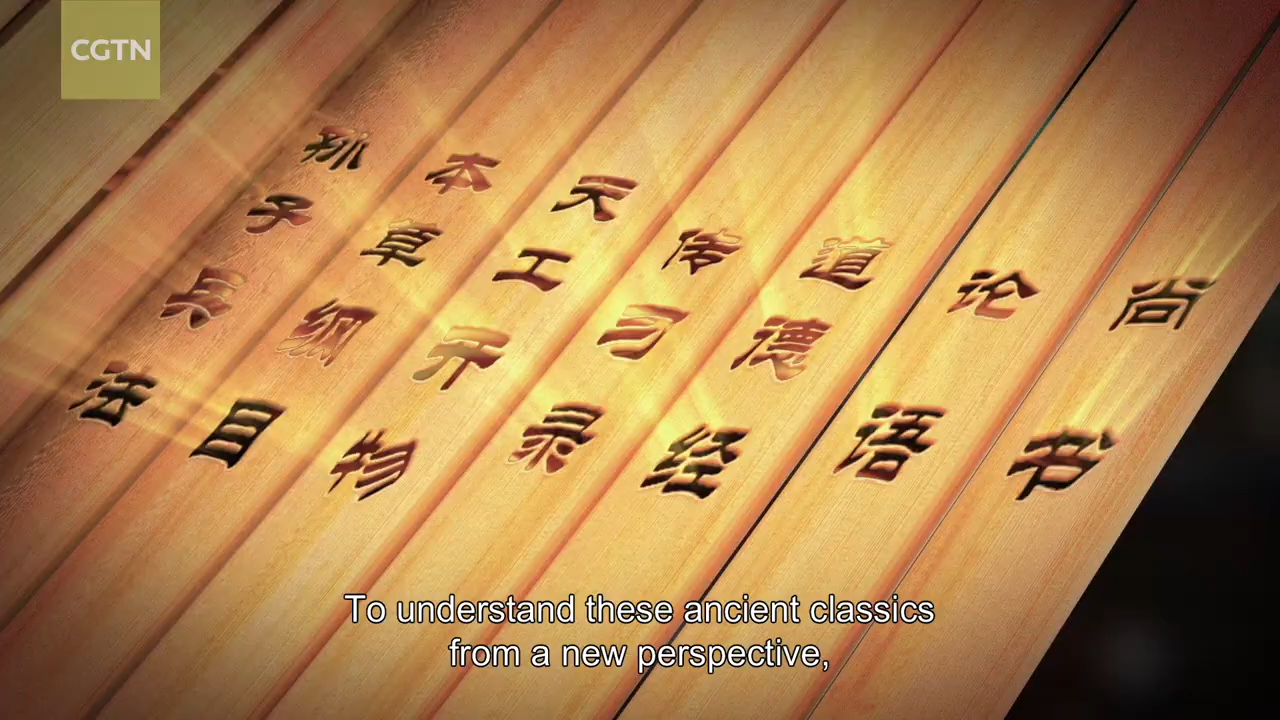 CGTN
尚书
论语
道德经
传习录
天工开物
本草纲目
孙子兵法
To understand these ancient classics
from a new perspective,